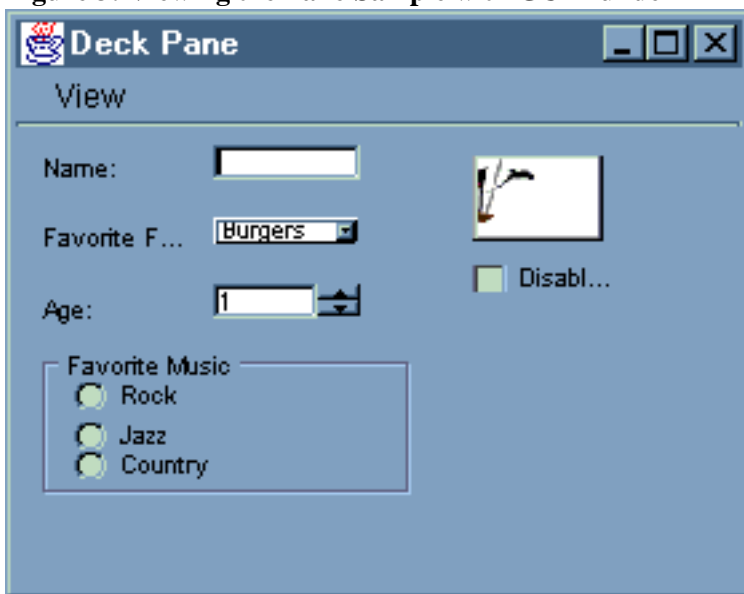 Deck Pane
View
Name:
Favorite F...
Burgers
Age:
1
Disabl...
Favorite Music
Rock
Jazz
Country